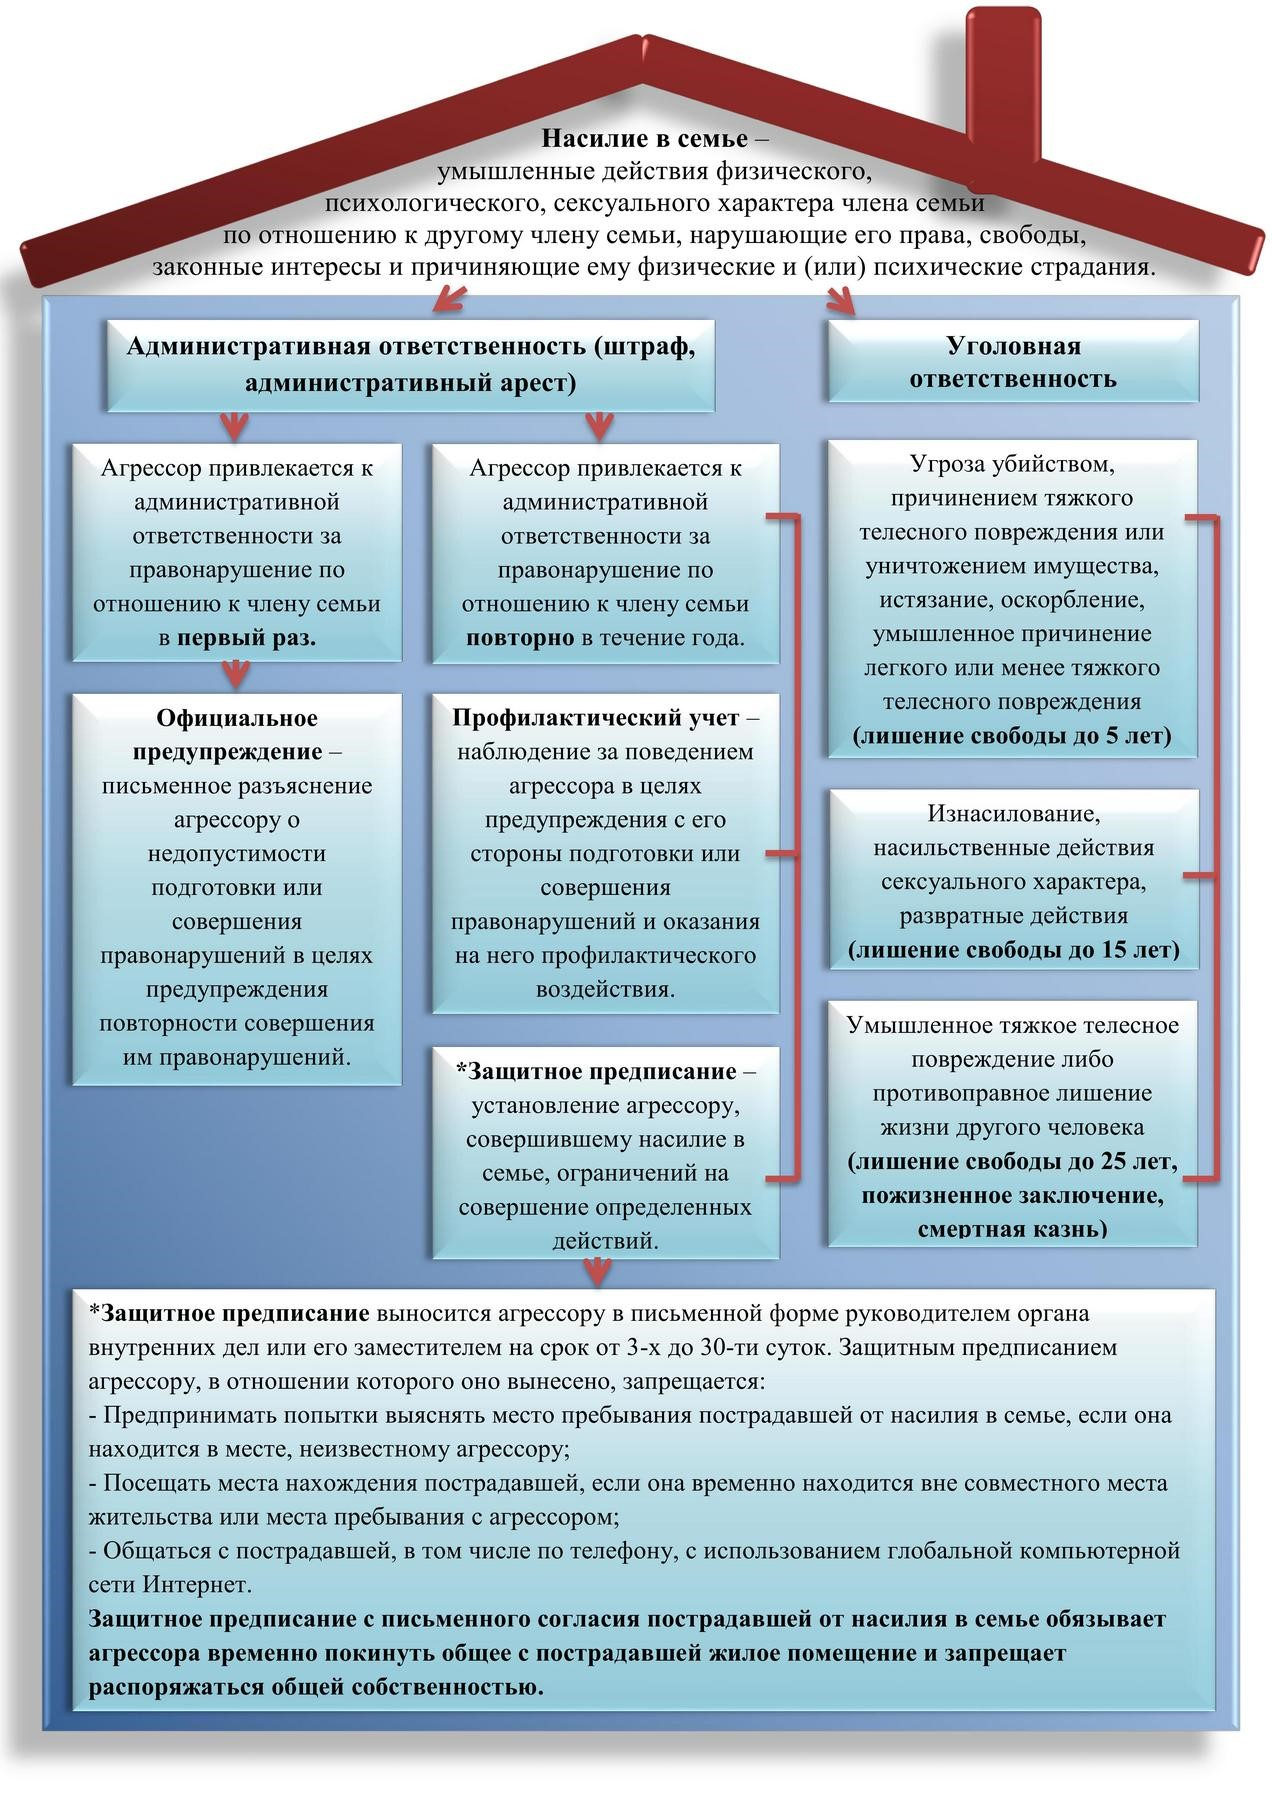 Насилие в семье –
умышленные действия физического,
психологического, сексуального характера члена семьи
по отношению к другому члену семьи, нарушающие его права, свободы,
законные интересы и причиняющие ему физические и (или) психические страдания.
Административная ответственность (штраф,
административный арест)
Агрессор привлекается к
административной
ответственности за
правонарушение по
отношению к члену семьи
в первый раз.
Официальное
предупреждение –
письменное разъяснение
агрессору о
недопустимости
подготовки или
совершения
правонарушений в целях
предупреждения
повторности совершения
им правонарушений.
Агрессор привлекается к
административной
ответственности за
правонарушение по
отношению к члену семьи
повторно в течение года.
Профилактический учет –
наблюдение за поведением
агрессора в целях
предупреждения с его
стороны подготовки или
совершения
правонарушений и оказания
на него профилактического
воздействия.
*Защитное предписание –
установление агрессору,
совершившему насилие в
семье, ограничений на
совершение определенных
действий.
Уголовная
ответственность
Угроза убийством,
причинением тяжкого
телесного повреждения или
уничтожением имущества,
истязание, оскорбление,
умышленное причинение
легкого или менее тяжкого
телесного повреждения
(лишение свободы до 5 лет)
Изнасилование,
насильственные действия
сексуального характера,
развратные действия
(лишение свободы до 15 лет)
Умышленное тяжкое телесное
повреждение либо
противоправное лишение
жизни другого человека
(лишение свободы до 25 лет,
пожизненное заключение,
смертная казнь)
*Защитное предписание выносится агрессору в письменной форме руководителем органа
внутренних дел или его заместителем на срок от 3-х до 30-ти суток. Защитным предписанием
агрессору, в отношении которого оно вынесено, запрещается:
- Предпринимать попытки выяснять место пребывания пострадавшей от насилия в семье, если она
находится в месте, неизвестному агрессору;
- Посещать места нахождения пострадавшей, если она временно находится вне совместного места
жительства или места пребывания с агрессором;
- Общаться с пострадавшей, в том числе по телефону, с использованием глобальной компьютерной
сети Интернет.
Защитное предписание с письменного согласия пострадавшей от насилия в семье обязывает
агрессора временно покинуть общее с пострадавшей жилое помещение и запрещает
распоряжаться общей собственностью.